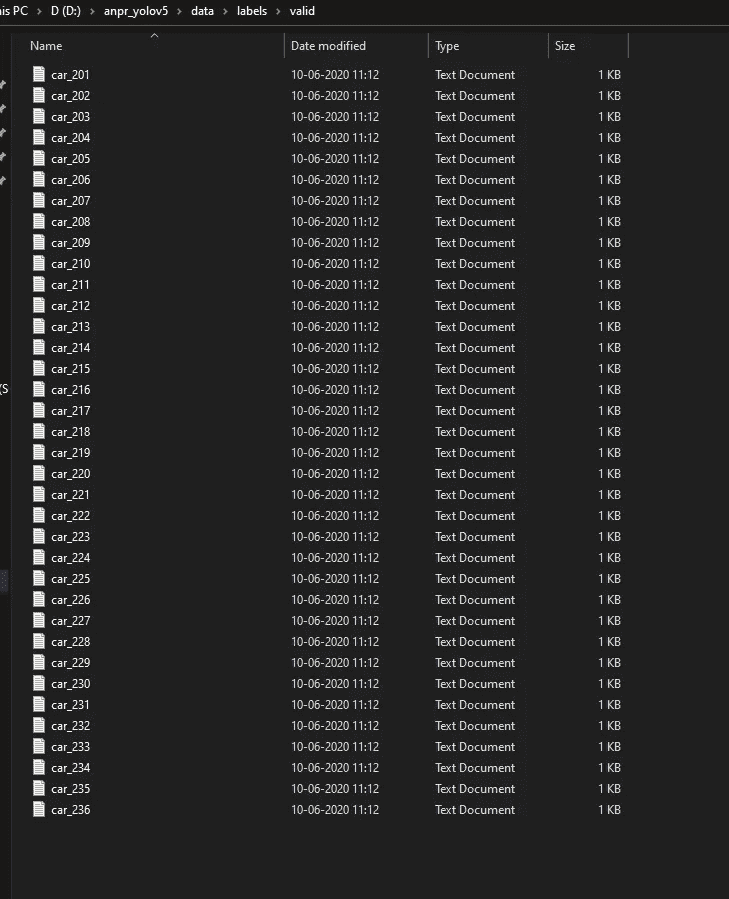 his PC > D (D:) > anpr_yolov5 > data > labels > valid
Name Date modified Type Size
car_201 10-06-2020 11:12 Text Document 1 KB
car_202 10-06-2020 11:12 Text Document 1 KB
car_203 10-06-2020 11:12 Text Document 1 KB
car_204 10-06-2020 11:12 Text Document 1 KB
car_205 10-06-2020 11:12 Text Document 1 KB
car_206 10-06-2020 11:12 Text Document 1 KB
car_207 10-06-2020 11:12 Text Document 1 KB
car_208 10-06-2020 11:12 Text Document 1 KB
car_209 10-06-2020 11:12 Text Document 1 KB
car_210 10-06-2020 11:12 Text Document 1 KB
car_211 10-06-2020 11:12 Text Document 1 KB
car_212 10-06-2020 11:12 Text Document 1 KB
car_213 10-06-2020 11:12 Text Document 1 KB
car_214 10-06-2020 11:12 Text Document 1 KB
car_215 10-06-2020 11:12 Text Document 1 KB
(S car_216 10-06-2020 11:12 Text Document 1 KB
car_217 10-06-2020 11:12 Text Document 1 KB
car_218 10-06-2020 11:12 Text Document 1 KB
car_219 10-06-2020 11:12 Text Document 1 KB
car_220 10-06-2020 11:12 Text Document 1 KB
car_221 10-06-2020 11:12 Text Document 1 KB
car_222 10-06-2020 11:12 Text Document 1 KB
car_223 10-06-2020 11:12 Text Document 1 KB
car_224 10-06-2020 11:12 Text Document 1 KB
car_225 10-06-2020 11:12 Text Document 1 KB
car_226 10-06-2020 11:12 Text Document 1 KB
car_227 10-06-2020 11:12 Text Document 1 KB
car_228 10-06-2020 11:12 Text Document 1 KB
car_229 10-06-2020 11:12 Text Document 1 KB
car_230 10-06-2020 11:12 Text Document 1 KB
car_231 10-06-2020 11:12 Text Document 1 KB
car_232 10-06-2020 11:12 Text Document 1 KB
car_233 10-06-2020 11:12 Text Document 1 KB
car_234 10-06-2020 11:12 Text Document 1 KB
car_235 10-06-2020 11:12 Text Document 1 KB
car_236 10-06-2020 11:12 Text Document 1 KB